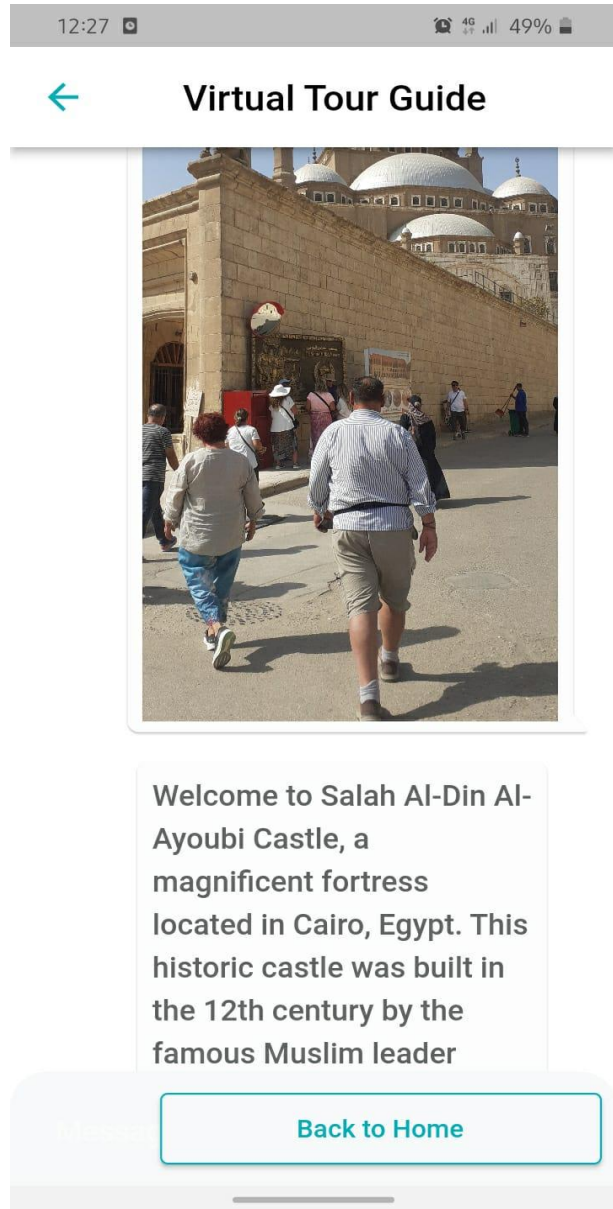 12:27
4G
49%
Virtual Tour Guide
Welcome to Salah Al-Din Al-
Ayoubi Castle, a
magnificent fortress
located in Cairo, Egypt. This
historic castle was built in
the 12th century by the
famous Muslim leader
Back to Home